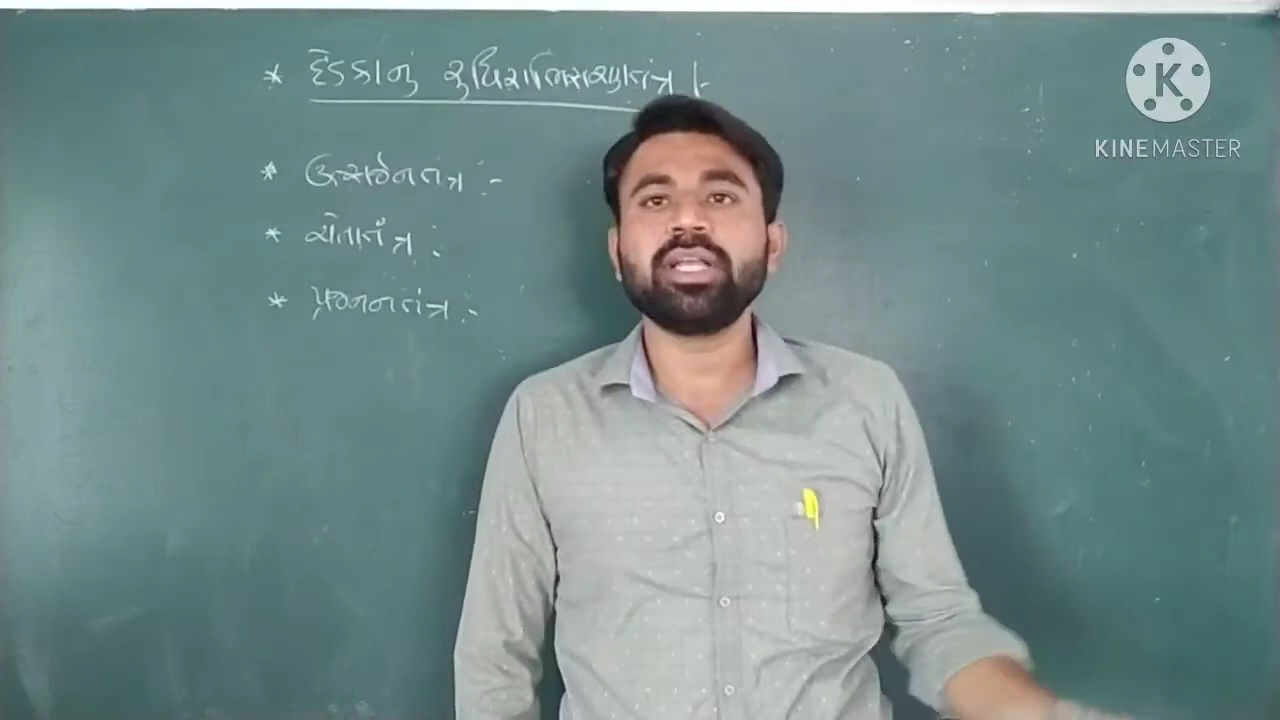 * દેડકાનું રુધિરાભિસરણતંત્ર :-
* ઉત્સર્જનતંત્ર :-
* ચેતાતંત્ર :
* પ્રજનનતંત્ર :-
K
KINEMASTER